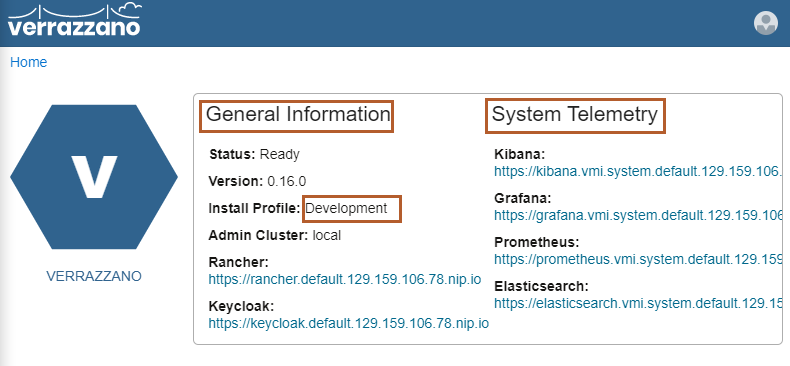 verrazzano
Home
V
VERRAZZANO
General Information
Status: Ready
Version: 0.16.0
Install Profile: Development
Admin Cluster: local
Rancher:
https://rancher.default.129.159.106.78.nip.io
Keycloak:
https://keycloak.default.129.159.106.78.nip.io
System Telemetry
Kibana:
https://kibana.vmi.system.default.129.159.106.
Grafana:
https://grafana.vmi.system.default.129.159.106
Prometheus:
https://prometheus.vmi.system.default.129.159
Elasticsearch:
https://elasticsearch.vmi.system.default.129.15